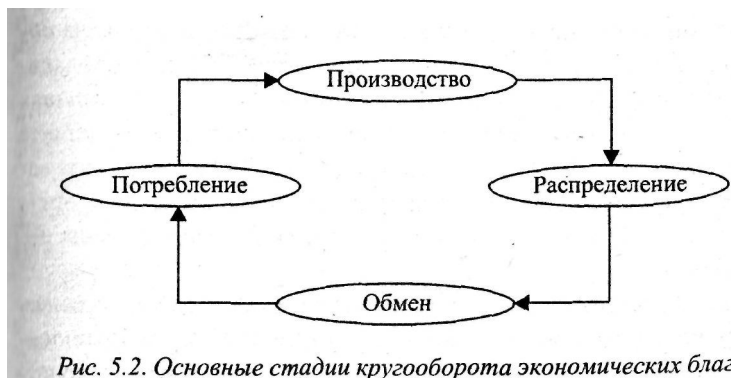 Производство
Потребление
Распределение
Обмен
Рис. 5.2. Основные стадии кругооборота экономических благ